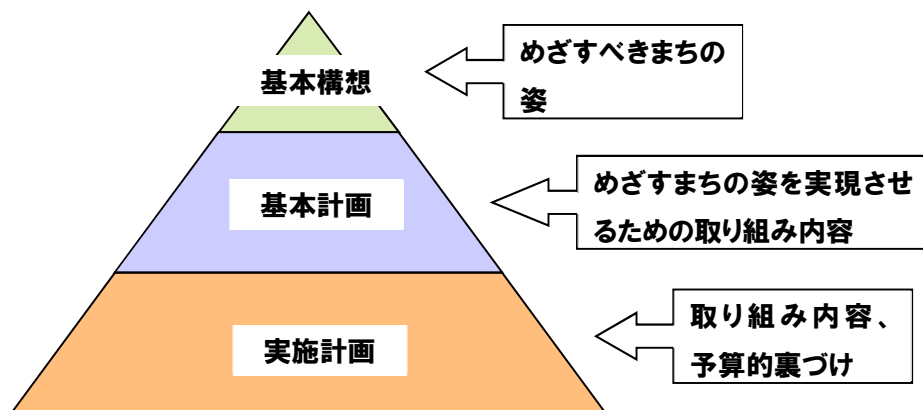 めざすべきまちの
姿
基本構想
めざすまちの姿を実現させ
るための取り組み内容
基本計画
取り組み内容、
予算的裏づけ
実施計画